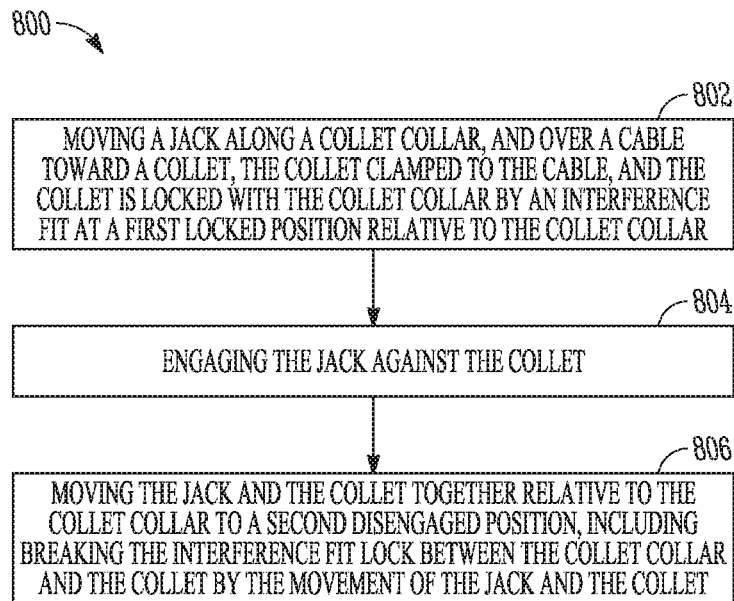 800
802
MOVING A JACK ALONG A COLLET COLLAR, AND OVER A CABLE
TOWARD A COLLET, THE COLLET CLAMPED TO THE CABLE, AND THE
COLLET IS LOCKED WITH THE COLLET COLLAR BY AN INTERFERENCE
FIT AT A FIRST LOCKED POSITION RELATIVE TO THE COLLET COLLAR
804
ENGAGING THE JACK AGAINST THE COLLET
806
MOVING THE JACK AND THE COLLET TOGETHER RELATIVE TO THE
COLLET COLLAR TO A SECOND DISENGAGED POSITION, INCLUDING
BREAKING THE INTERFERENCE FIT LOCK BETWEEN THE COLLET COLLAR
AND THE COLLET BY THE MOVEMENT OF THE JACK AND THE COLLET